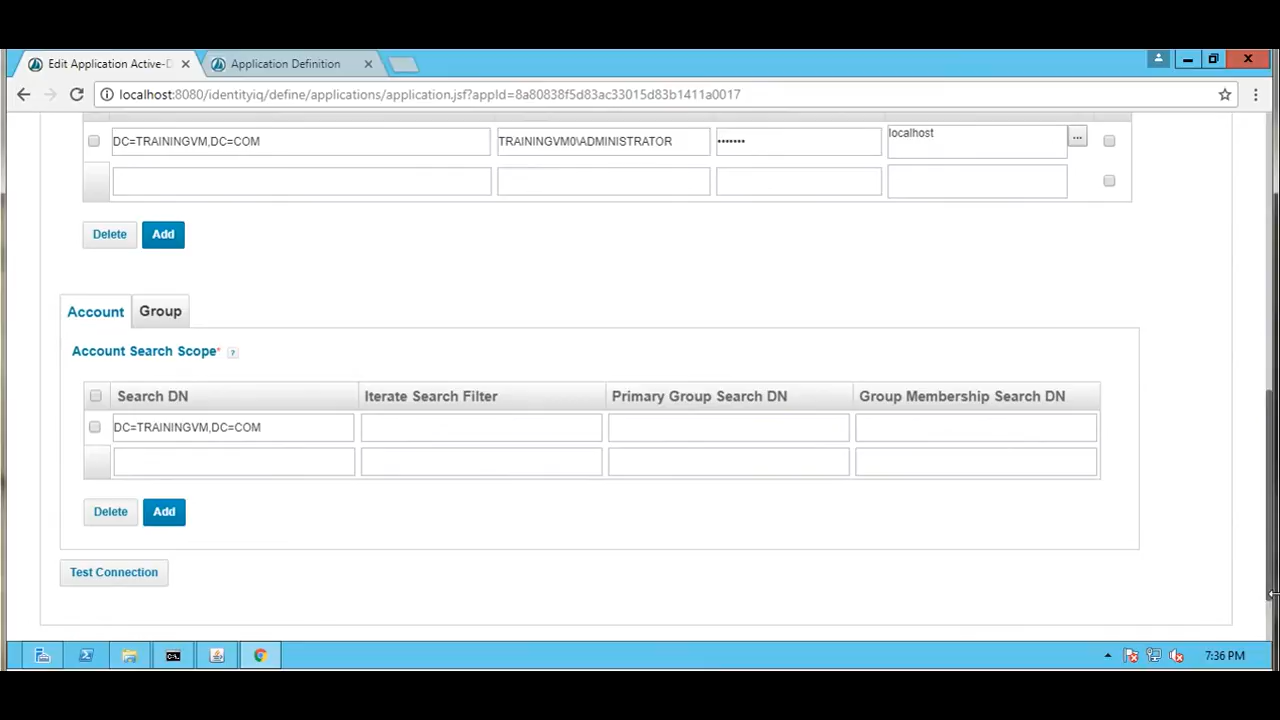 Edit Application Active-D
Application Definition
localhost:8080/identityiq/define/applications/application.jsf?appId=8a80838f5d83ac33015d83b1411a0017
DC=TRAININGVM,DC=COM TRAININGVM0\ADMINISTRATOR ••••••• localhost ...
Delete Add
Account Group
Account Search Scope* ?
Search DN Iterate Search Filter Primary Group Search DN Group Membership Search DN
DC=TRAININGVM,DC=COM
Delete Add
Test Connection
7:36 PM